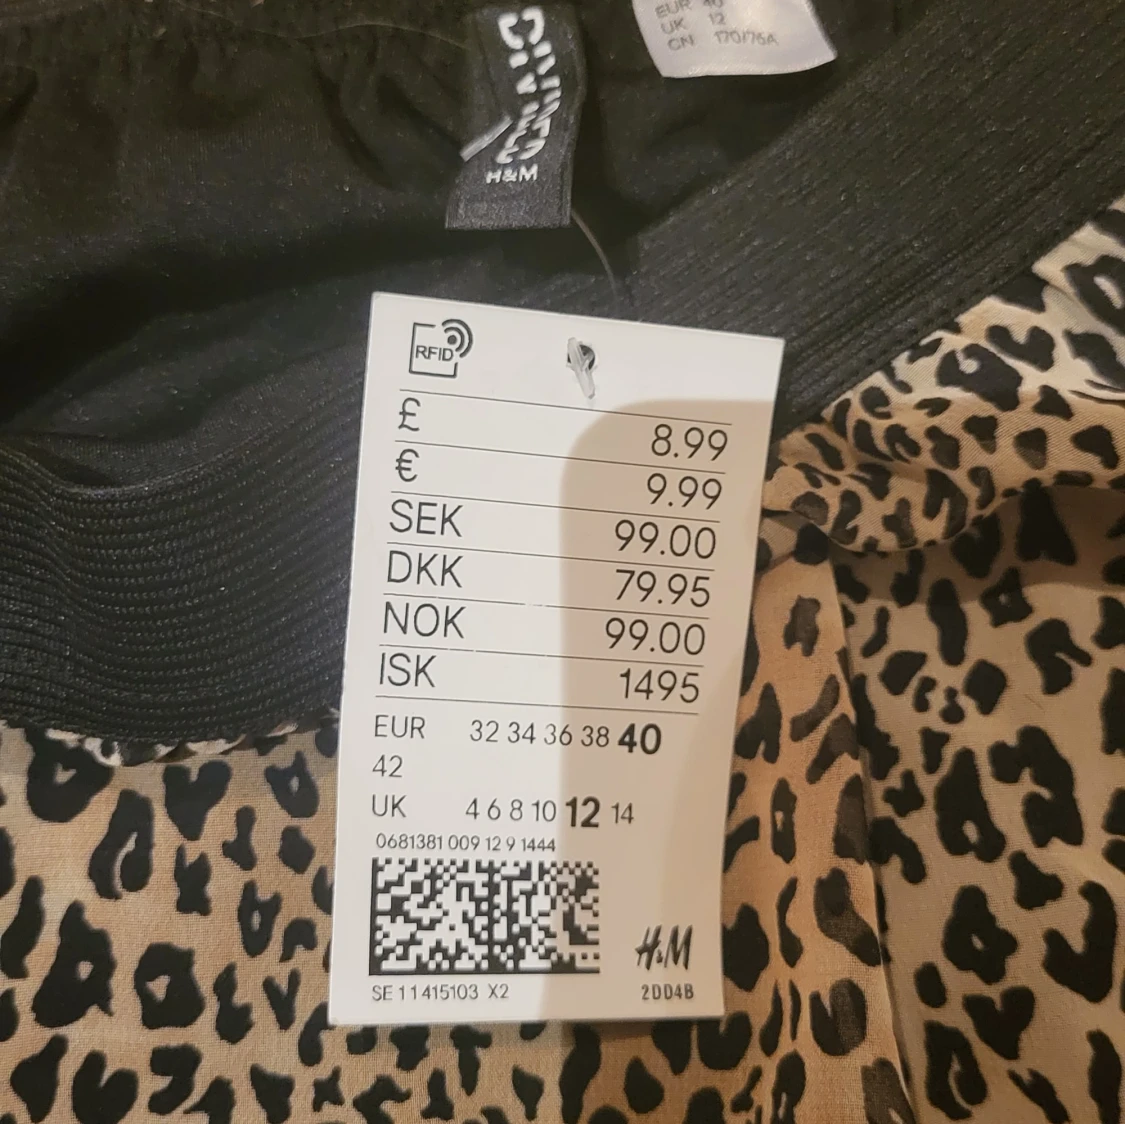 DIVIDED
H&M
EUR 40
UK 12
CN 170/76A
RFID
£ 8.99
€ 9.99
SEK 99.00
DKK 79.95
NOK 99.00
ISK 1495
EUR 32 34 36 38 40
42
UK 4 6 8 10 12 14
0681381 009 12 9 1444
H&M
SE 11415103 X2 2DD4B